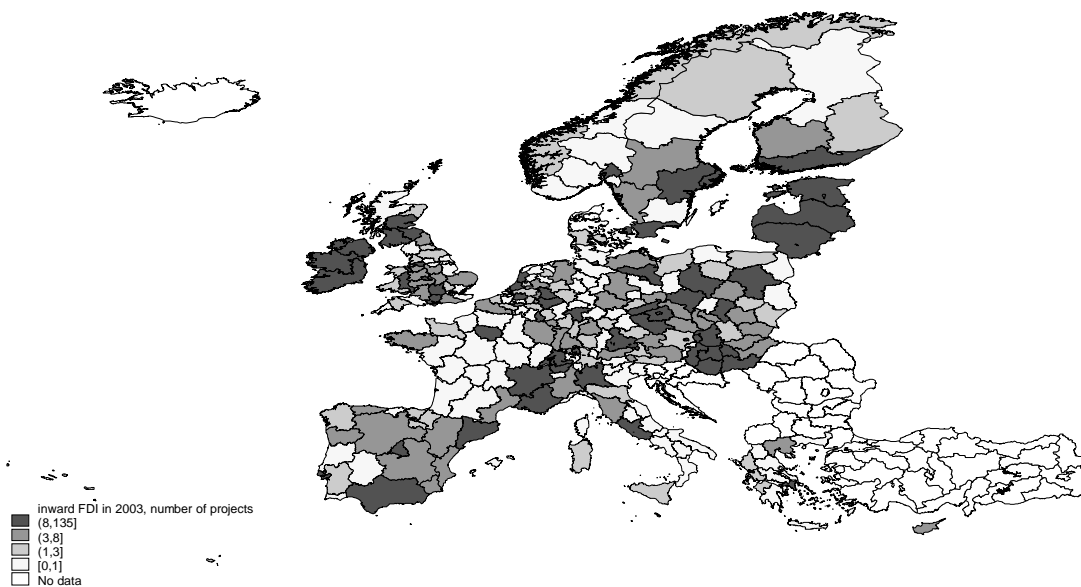 inward FDI in 2003, number of projects
(8,135]
(3,8]
(1,3]
[0,1]
No data